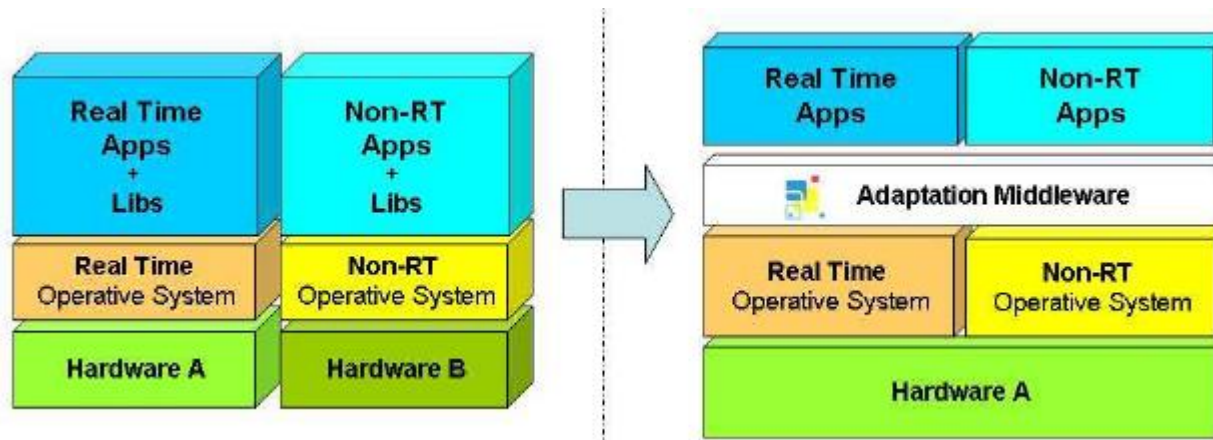 Real Time
Apps
+
Libs
Non-RT
Apps
+
Libs
Real Time
Operative System
Non-RT
Operative System
Hardware A
Hardware B
Real Time
Apps
Non-RT
Apps
Adaptation Middleware
Real Time
Operative System
Non-RT
Operative System
Hardware A